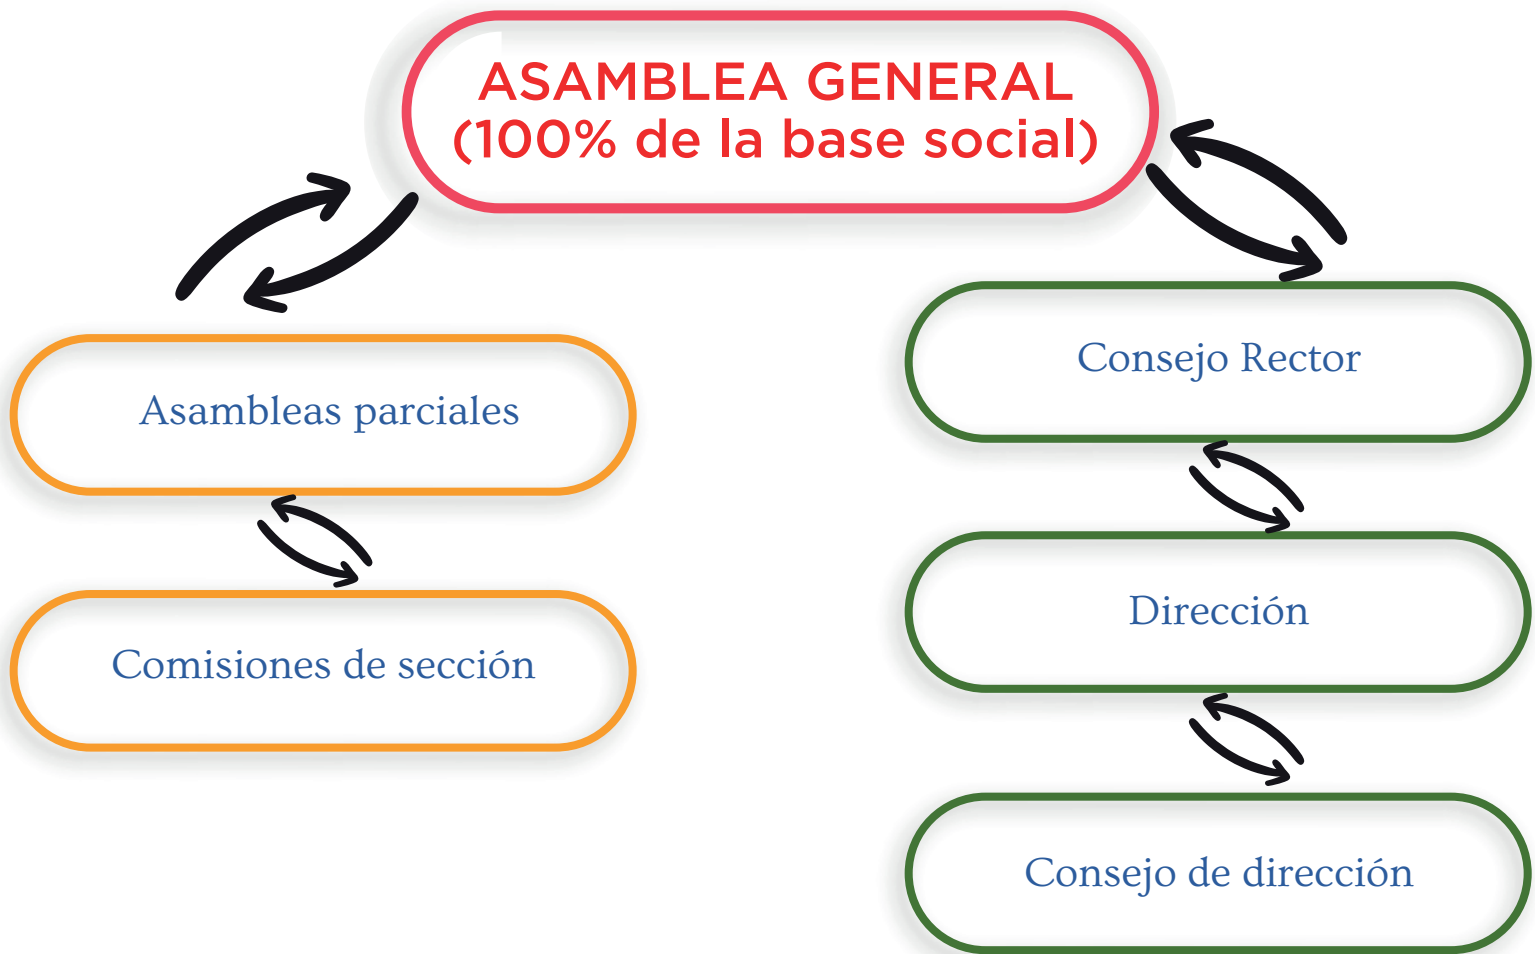 ASAMBLEA GENERAL
(100% de la base social)
Asambleas parciales
Comisiones de sección
Consejo Rector
Dirección
Consejo de dirección